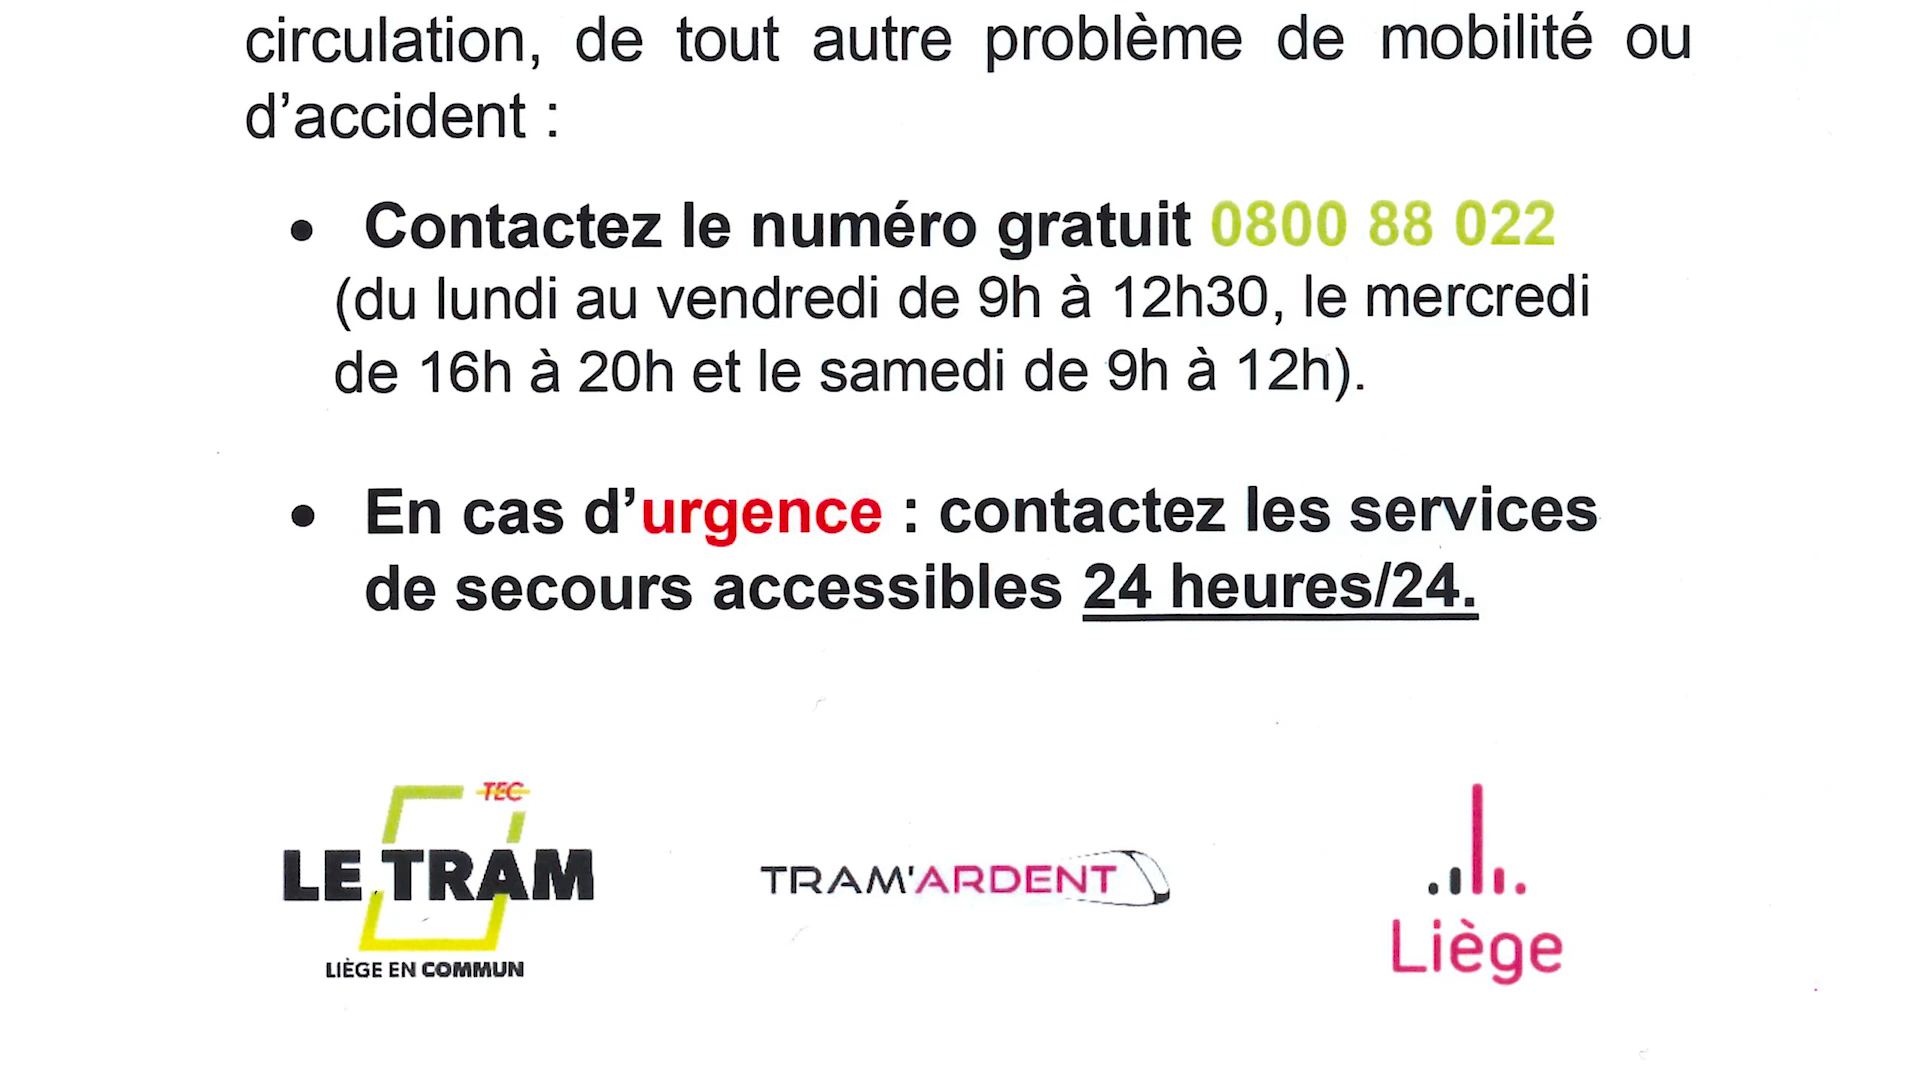 circulation, de tout autre problème de mobilité ou
d’accident :
• Contactez le numéro gratuit 0800 88 022
(du lundi au vendredi de 9h à 12h30, le mercredi
de 16h à 20h et le samedi de 9h à 12h).
• En cas d’urgence : contactez les services
de secours accessibles 24 heures/24.
TEC
LE TRAM
LIÈGE EN COMMUN
TRAM'ARDENT
Liège